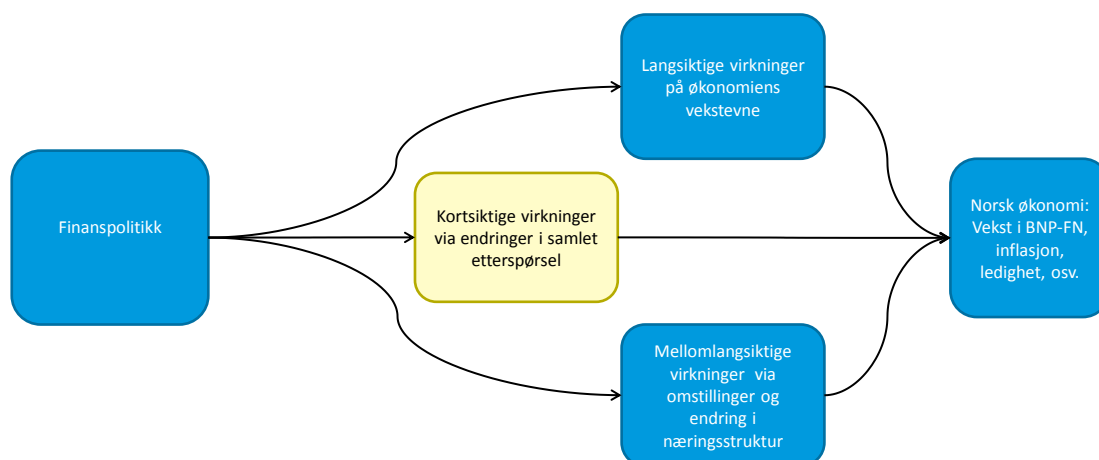 Langsiktige virkninger
på økonomiens
vekstevne
Finanspolitikk
Kortsiktige virkninger
via endringer i samlet
etterspørsel
Norsk økonomi:
Vekst i BNP-FN,
inflasjon,
ledighet, osv.
Mellomlangsiktige
virkninger via
omstillinger og
endring i
næringsstruktur